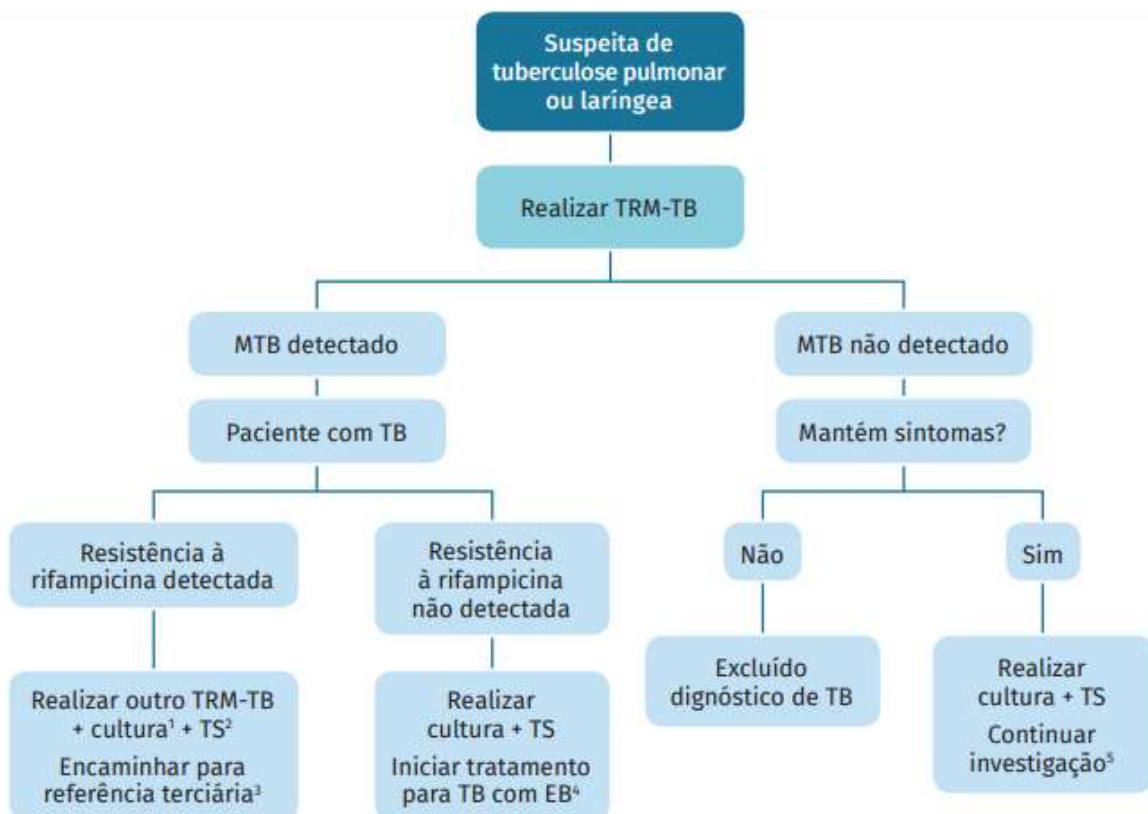 Suspeita de
tuberculose pulmonar
ou laríngea
Realizar TRM-TB
MTB detectado
MTB não detectado
Paciente com TB
Mantém sintomas?
Resistência à
rifampicina detectada
Resistência
à rifampicina
não detectada
Não
Sim
Realizar outro TRM-TB
+ cultura¹ + TS²
Encaminhar para
referência terciária³
Realizar
cultura + TS
Iniciar tratamento
para TB com EB⁴
Excluído
dignóstico de TB
Realizar
cultura + TS
Continuar
investigação⁵